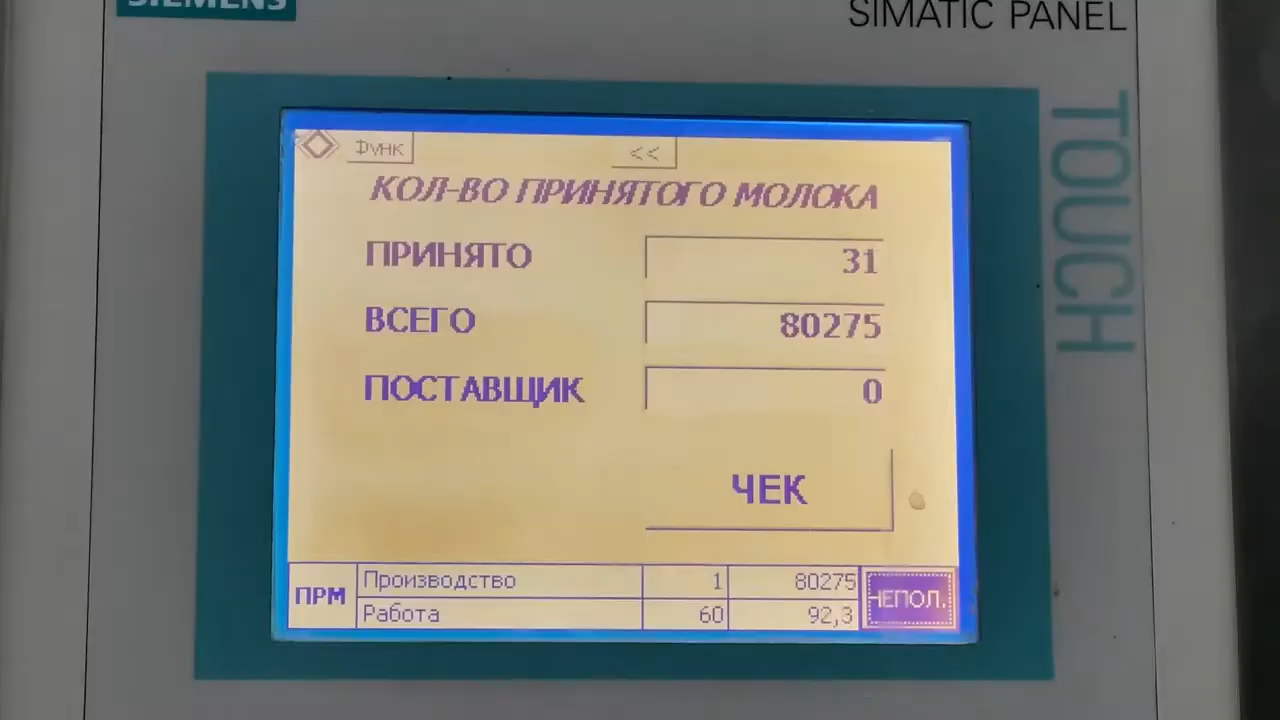 SIEMENS
SIMATIC PANEL
TOUCH
Функ
<<
КОЛ-ВО ПРИНЯТОГО МОЛОКА
ПРИНЯТО 31
ВСЕГО 80275
ПОСТАВЩИК 0
ЧЕК
ПРМ
Производство 1 80275
Работа 60 92,3
НЕПОЛ.